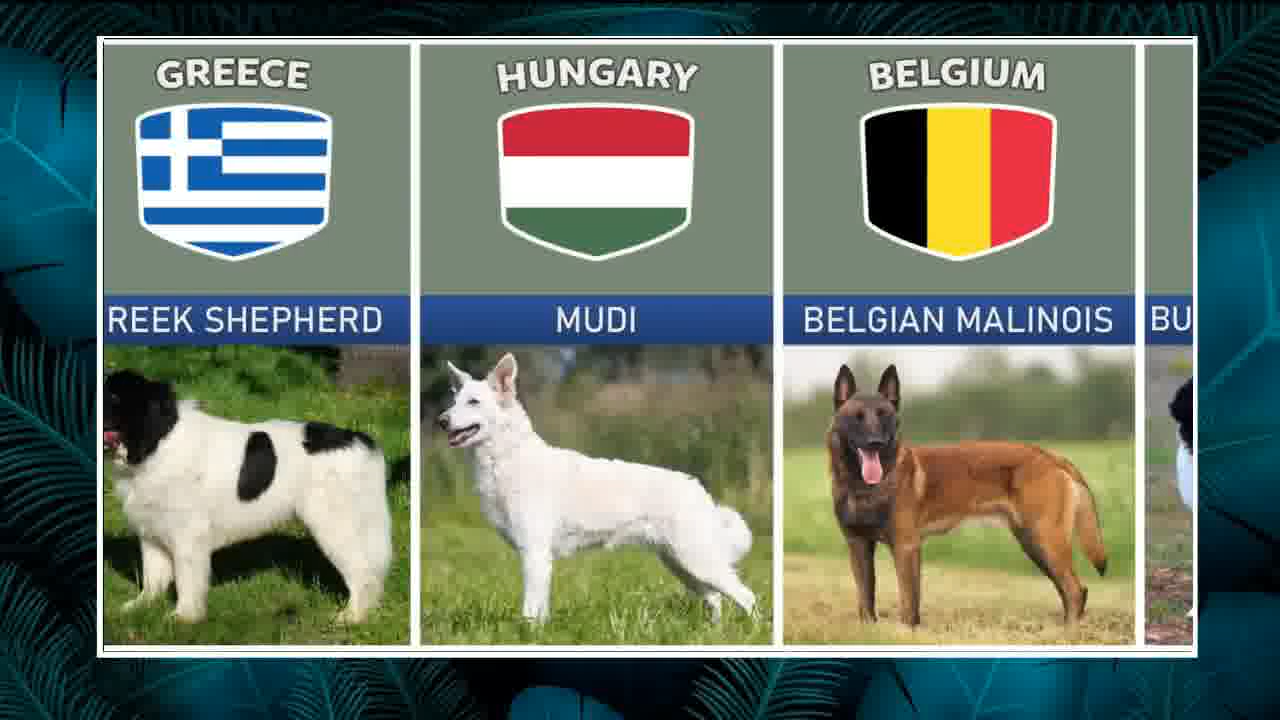 GREECE
HUNGARY
BELGIUM
REEK SHEPHERD
MUDI
BELGIAN MALINOIS
BU